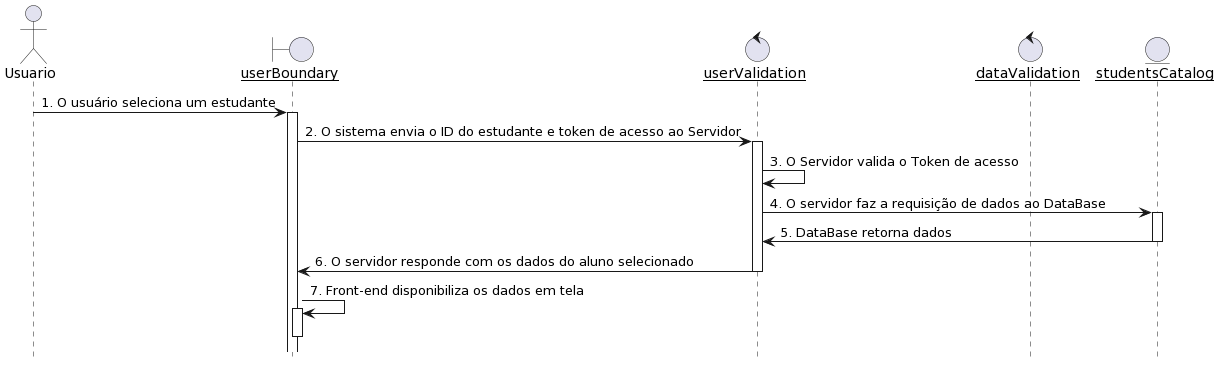 Usuario
userBoundary
userValidation
dataValidation
studentsCatalog
1. O usuário seleciona um estudante
2. O sistema envia o ID do estudante e token de acesso ao Servidor
3. O Servidor valida o Token de acesso
4. O servidor faz a requisição de dados ao DataBase
5. DataBase retorna dados
6. O servidor responde com os dados do aluno selecionado
7. Front-end disponibiliza os dados em tela